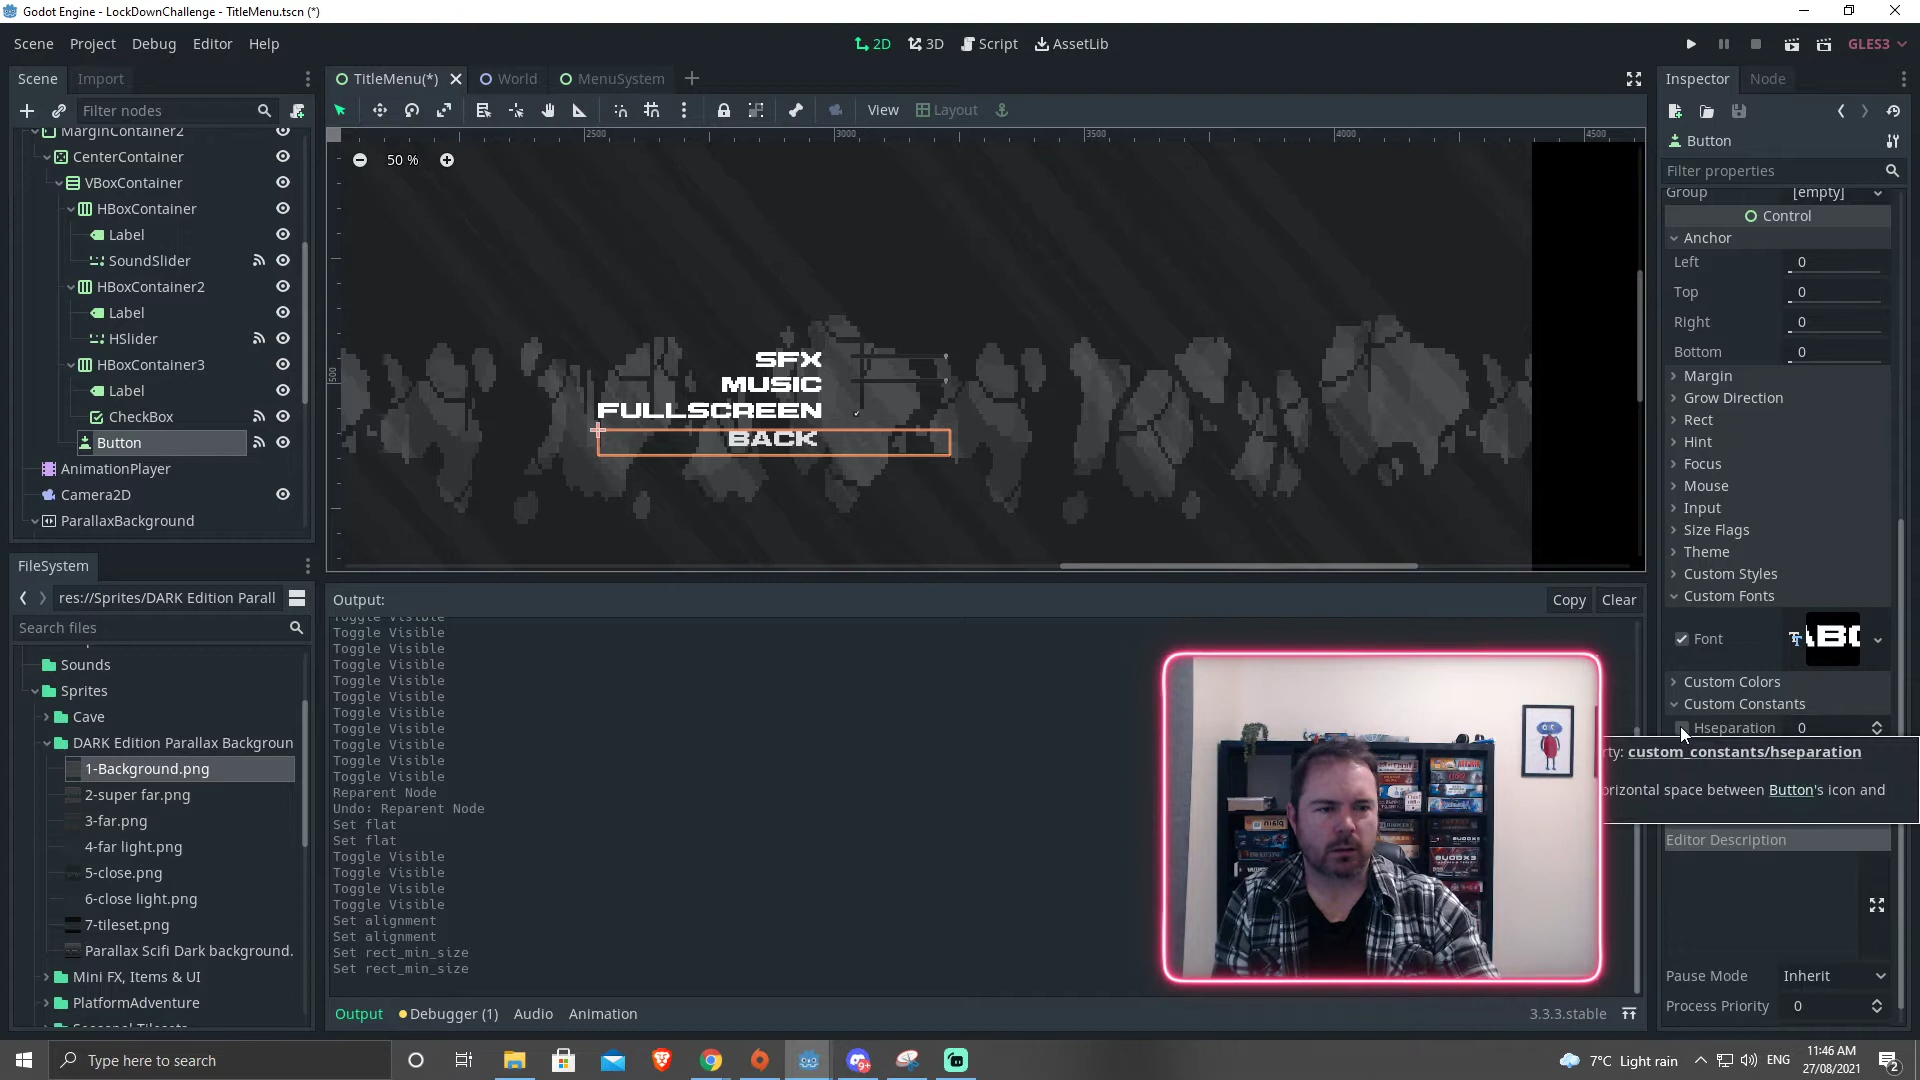 Godot Engine - LockDownChallenge - TitleMenu.tscn (*)
Scene Project Debug Editor Help
2D 3D Script AssetLib
GLES3
Scene Import
TitleMenu(*) World MenuSystem
Inspector Node
Filter nodes
View Layout
Button
Filter properties
MarginContainer2
CenterContainer
VBoxContainer
HBoxContainer
Label
SoundSlider
HBoxContainer2
Label
HSlider
HBoxContainer3
Label
CheckBox
Button
AnimationPlayer
Camera2D
ParallaxBackground
2500 3000 3500 4000 4500
500
50 %
SFX
MUSIC
FULLSCREEN
BACK
Group [empty]
Control
Anchor
Left 0
Top 0
Right 0
Bottom 0
Margin
Grow Direction
Rect
Hint
Focus
Mouse
Input
Size Flags
Theme
Custom Styles
Custom Fonts
Font
Custom Colors
Custom Constants
Hseparation 0
rty: custom_constants/hseparation
orizontal space between Button's icon and
Editor Description
Pause Mode Inherit
Process Priority 0
FileSystem
res://Sprites/DARK Edition Parall
Search files
Sounds
Sprites
Cave
DARK Edition Parallax Backgroun
1-Background.png
2-super far.png
3-far.png
4-far light.png
5-close.png
6-close light.png
7-tileset.png
Parallax Scifi Dark background.
Mini FX, Items & UI
PlatformAdventure
Output:
Copy Clear
Toggle Visible
Toggle Visible
Toggle Visible
Toggle Visible
Toggle Visible
Toggle Visible
Toggle Visible
Toggle Visible
Toggle Visible
Toggle Visible
Toggle Visible
Reparent Node
Undo: Reparent Node
Set flat
Set flat
Toggle Visible
Toggle Visible
Toggle Visible
Toggle Visible
Set alignment
Set alignment
Set rect_min_size
Set rect_min_size
Output Debugger (1) Audio Animation
3.3.3.stable
Type here to search
9+
7°C Light rain
ENG
11:46 AM
27/08/2021
2